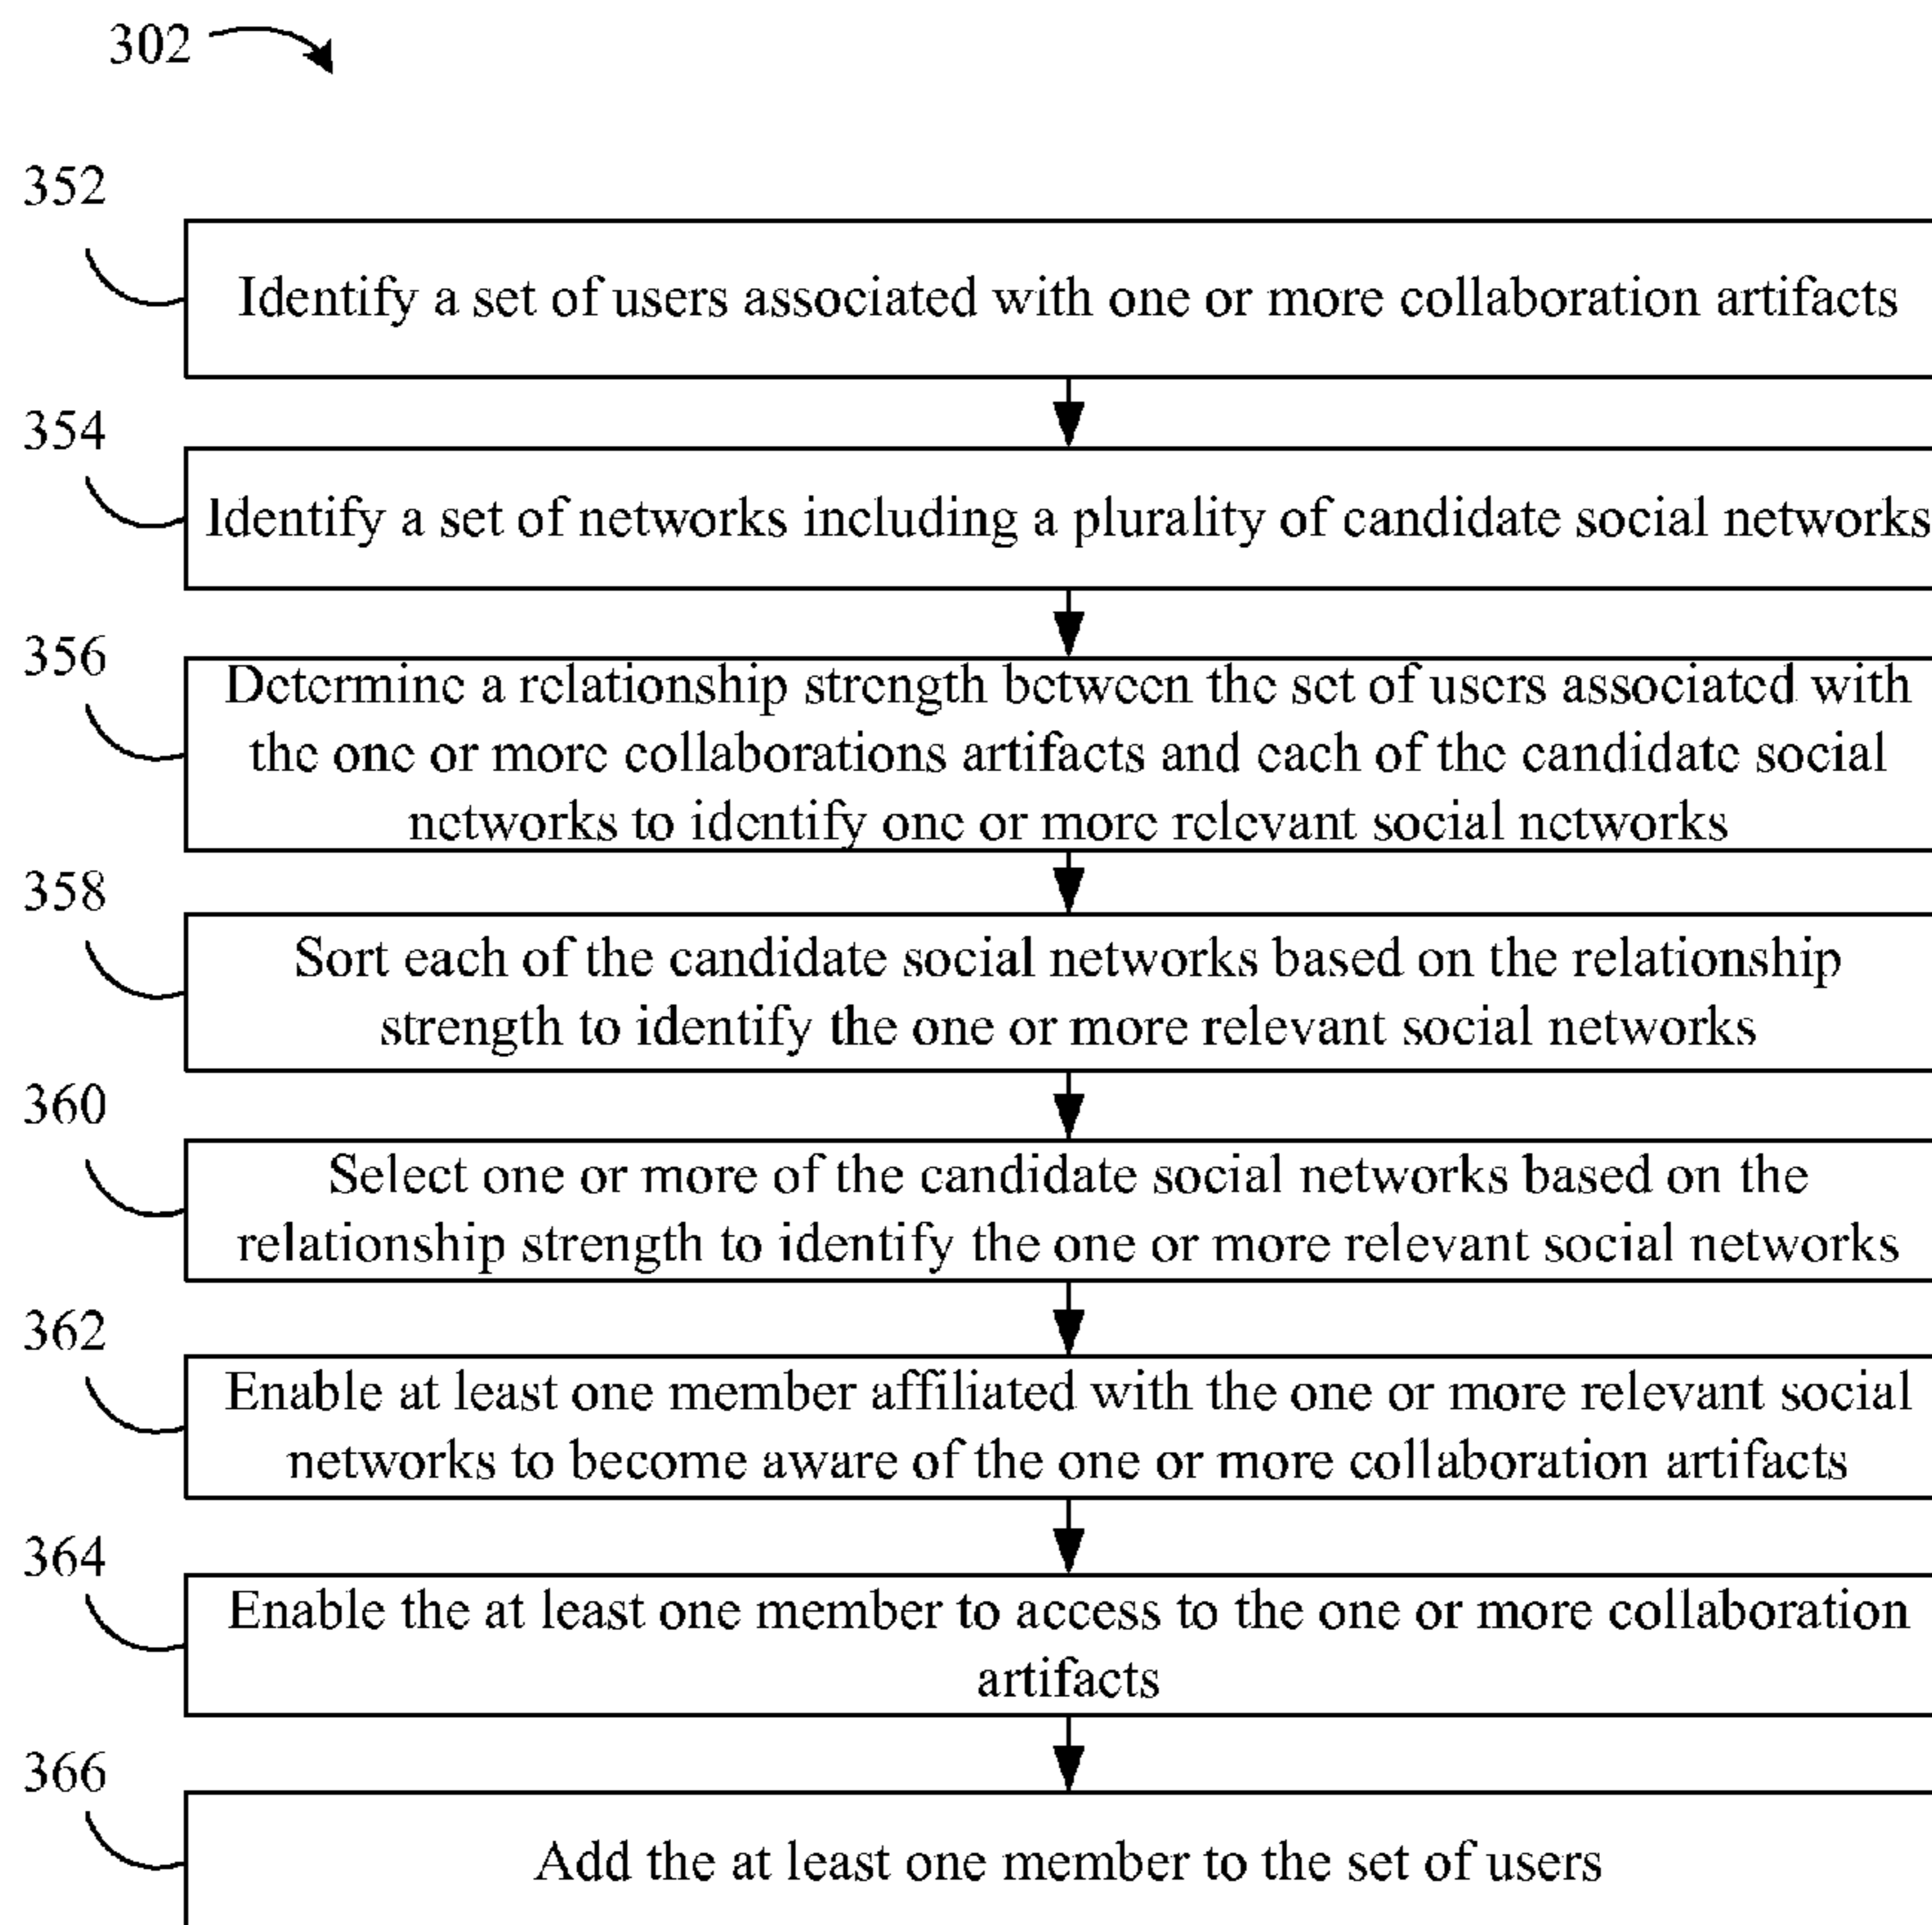 302
352
Identify a set of users associated with one or more collaboration artifacts
354
Identify a set of networks including a plurality of candidate social networks
356
Determine a relationship strength between the set of users associated with
the one or more collaborations artifacts and each of the candidate social
networks to identify one or more relevant social networks
358
Sort each of the candidate social networks based on the relationship
strength to identify the one or more relevant social networks
360
Select one or more of the candidate social networks based on the
relationship strength to identify the one or more relevant social networks
362
Enable at least one member affiliated with the one or more relevant social
networks to become aware of the one or more collaboration artifacts
364
Enable the at least one member to access to the one or more collaboration
artifacts
366
Add the at least one member to the set of users